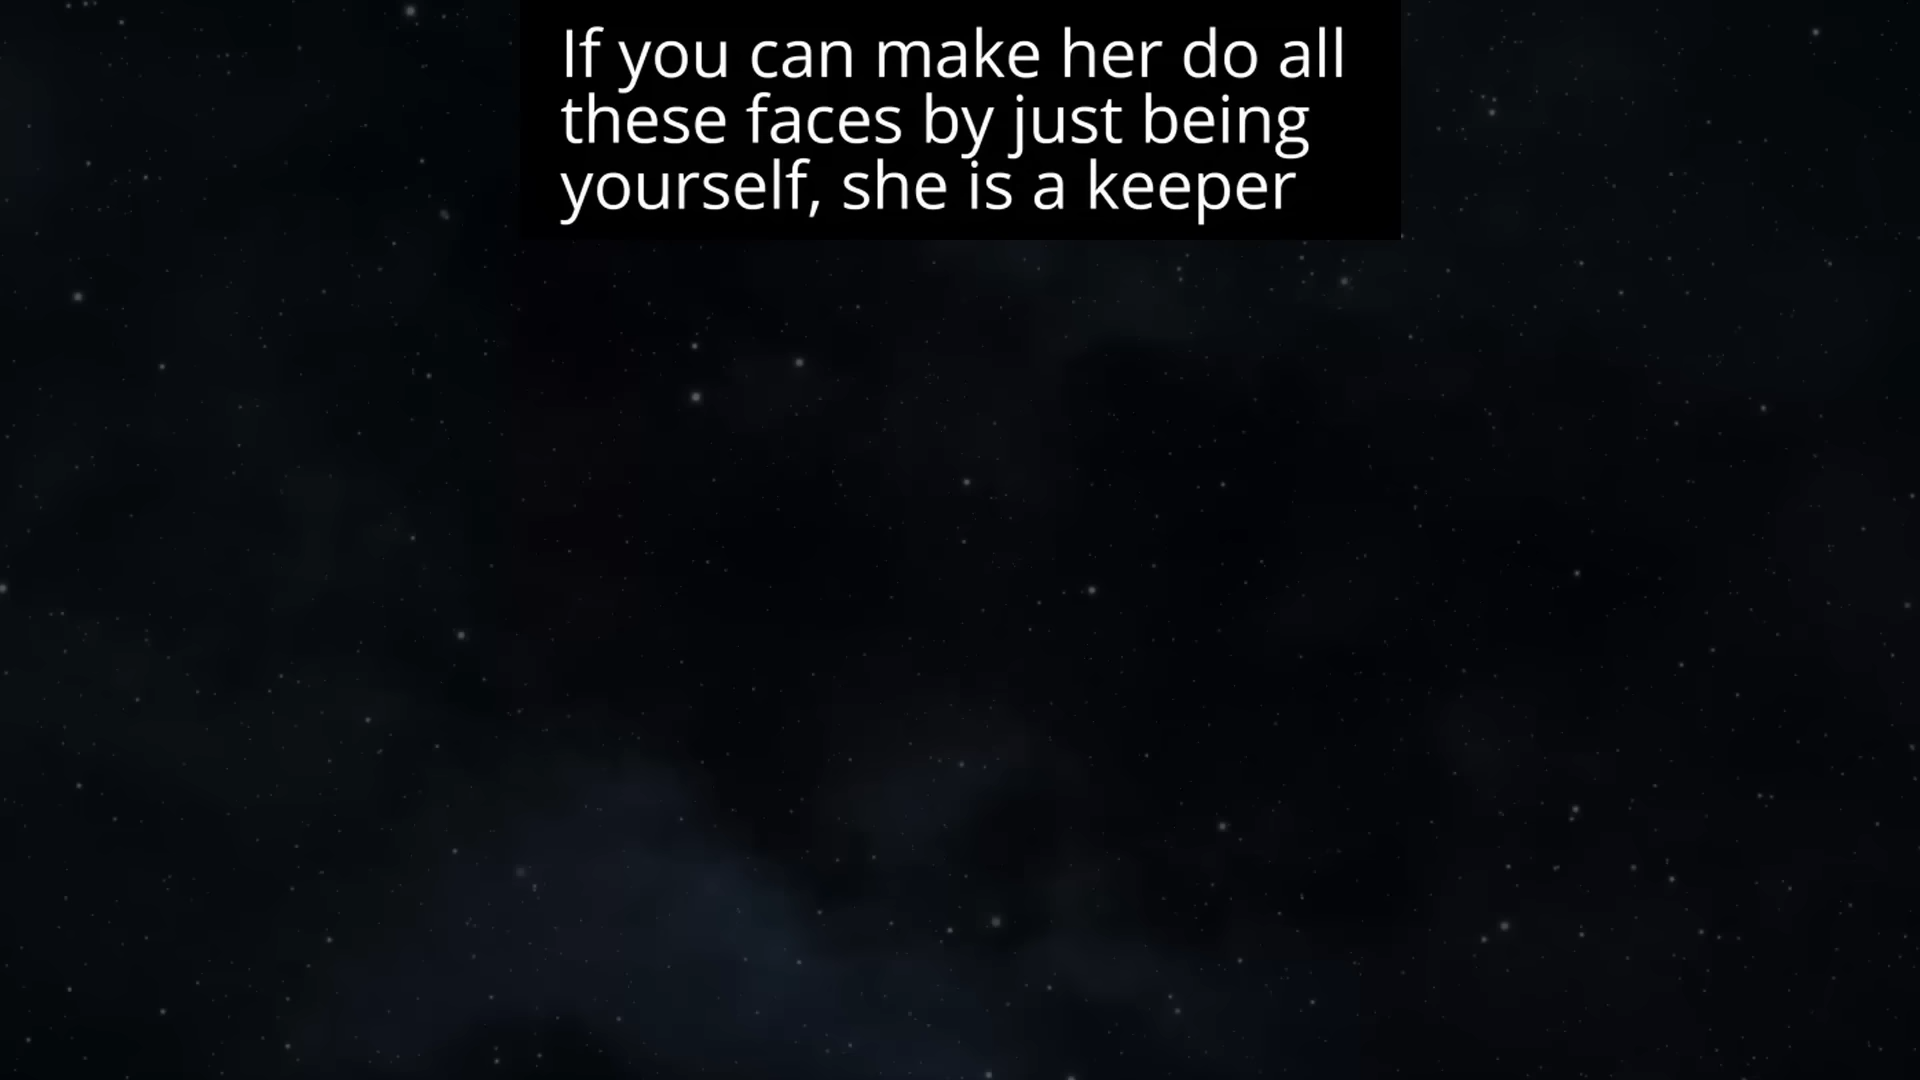 If you can make her do all
these faces by just being
yourself, she is a keeper